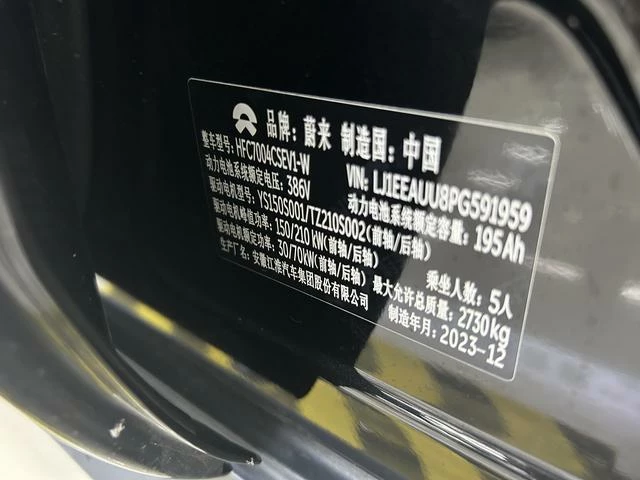 品牌：蔚来 制造国：中国
整车型号：HFC7004CSEV1-W VIN：LJ1EEAUU8PG591959
动力电池系统额定电压：386V 动力电池系统额定容量：195Ah
驱动电机型号：YS150S001/TZ210S002(前轴/后轴)
驱动电机峰值功率：150/210kW(前轴/后轴) 乘坐人数：5人
驱动电机额定功率：30/70kW(前轴/后轴) 最大允许总质量：2730kg
生产厂名：安徽江淮汽车集团股份有限公司 制造年月：2023-12